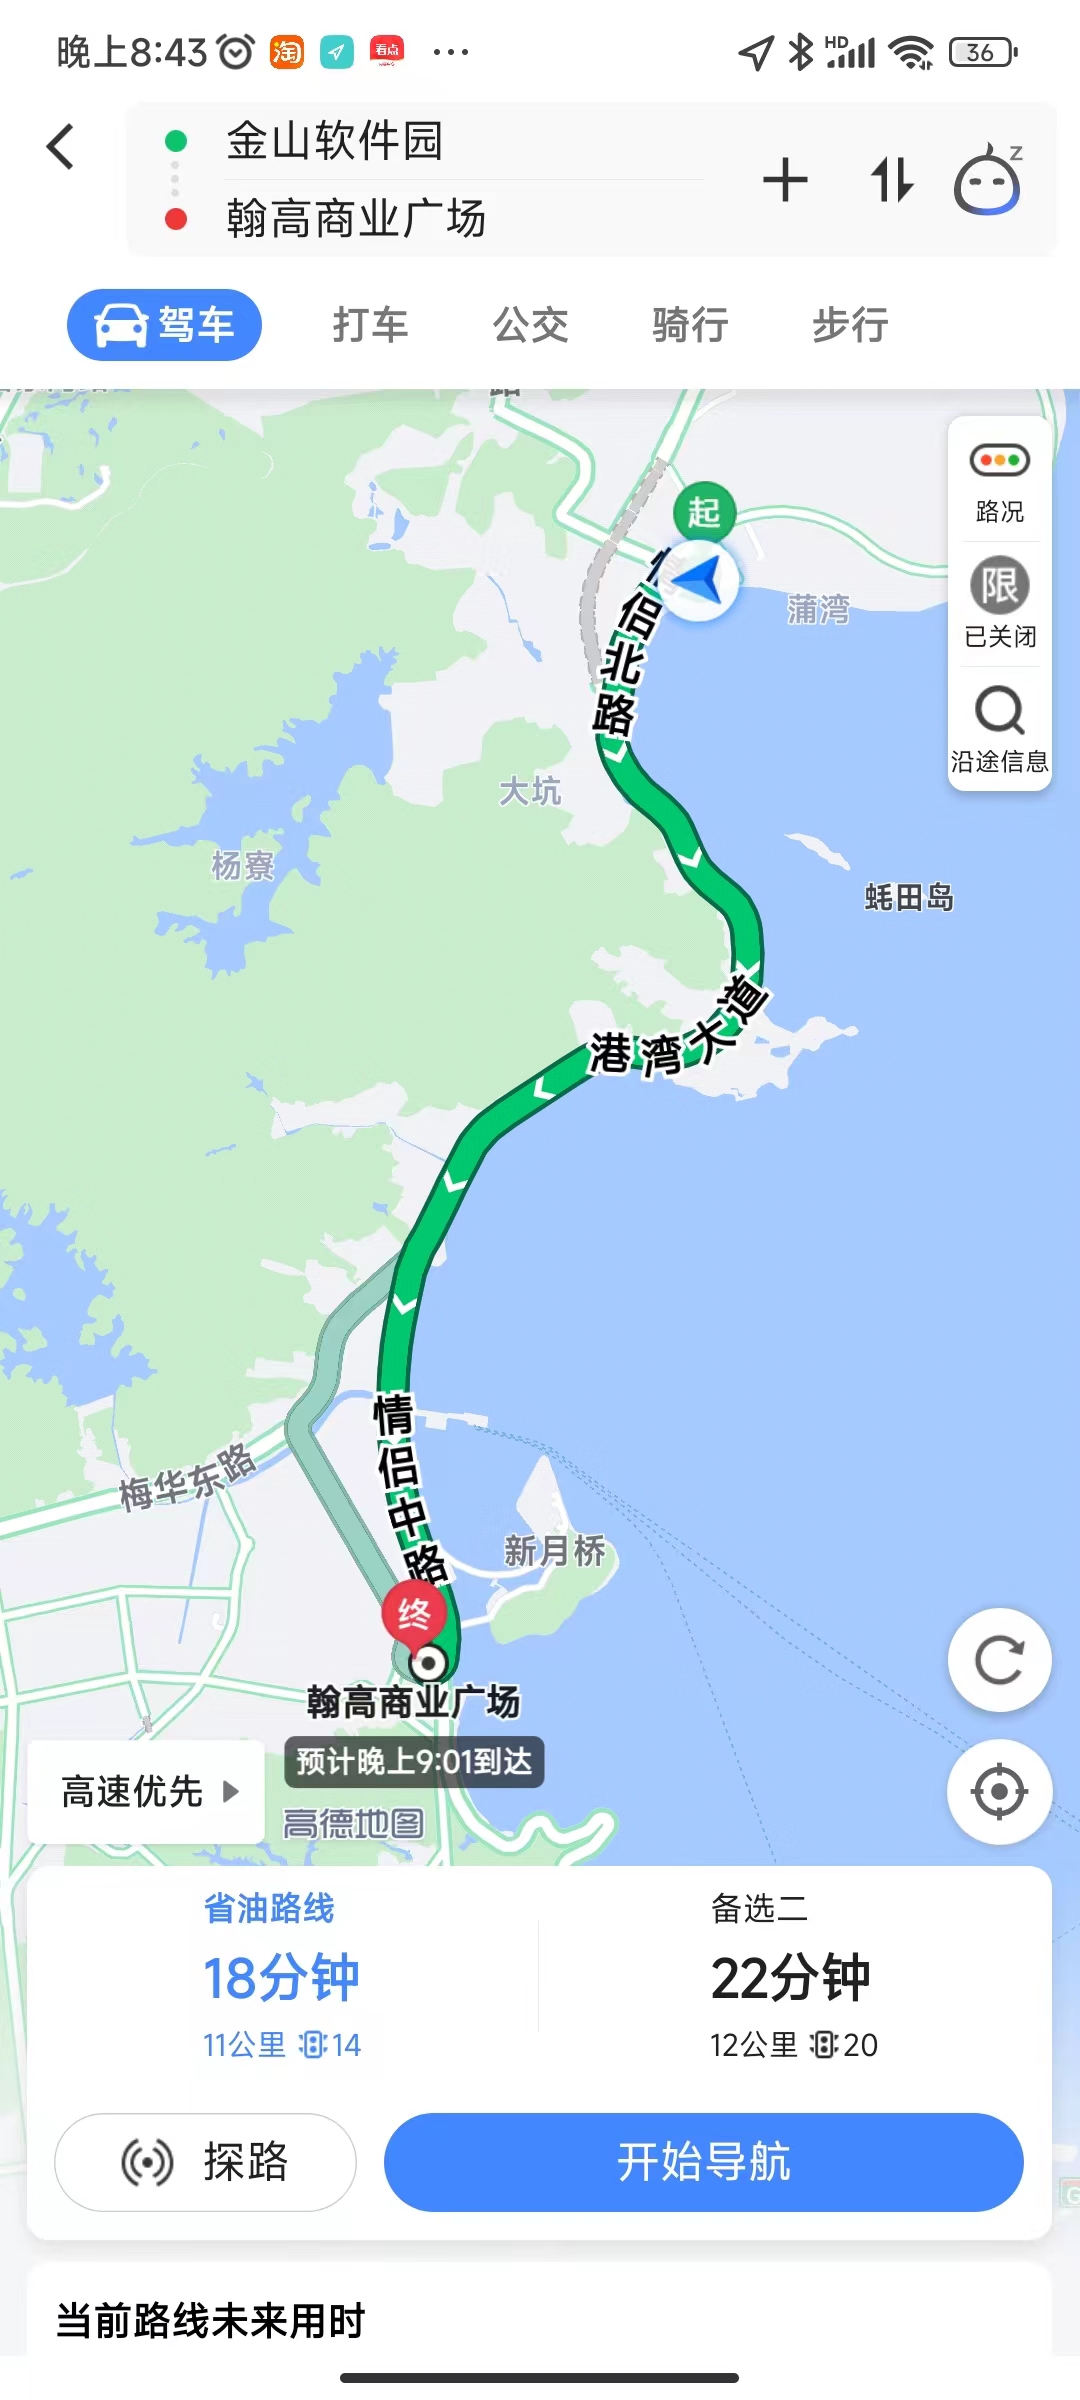 晚上8:43
淘
看点
HD
36
金山软件园
翰高商业广场
z
驾车
打车
公交
骑行
步行
路
起
路况
限
已关闭
沿途信息
蒲湾
侣北路
大坑
杨寮
蚝田岛
港湾大道
情侣中路
梅华东路
新月桥
终
翰高商业广场
预计晚上9:01到达
高速优先
高德地图
省油路线
备选二
18分钟
22分钟
11公里 14
12公里 20
探路
开始导航
当前路线未来用时